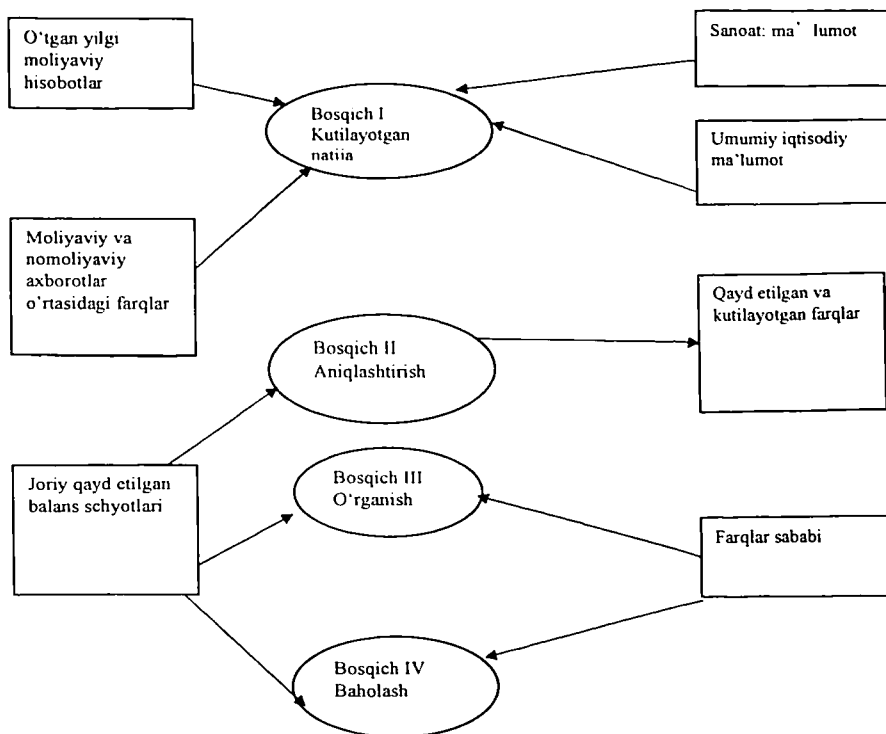 O‘tgan yilgi
moliyaviy
hisobotlar
Sanoat: ma` lumot
Bosqich I
Kutilayotgan
natiia
Umumiy iqtisodiy
ma‘lumot
Moliyaviy va
nomoliyaviy
axborotlar
o‘rtasidagi farqlar
Qayd etilgan va
kutilayotgan farqlar
Bosqich II
Aniqlashtirish
Joriy qayd etilgan
balans schyotlari
Bosqich III
O‘rganish
Farqlar sababi
Bosqich IV
Baholash